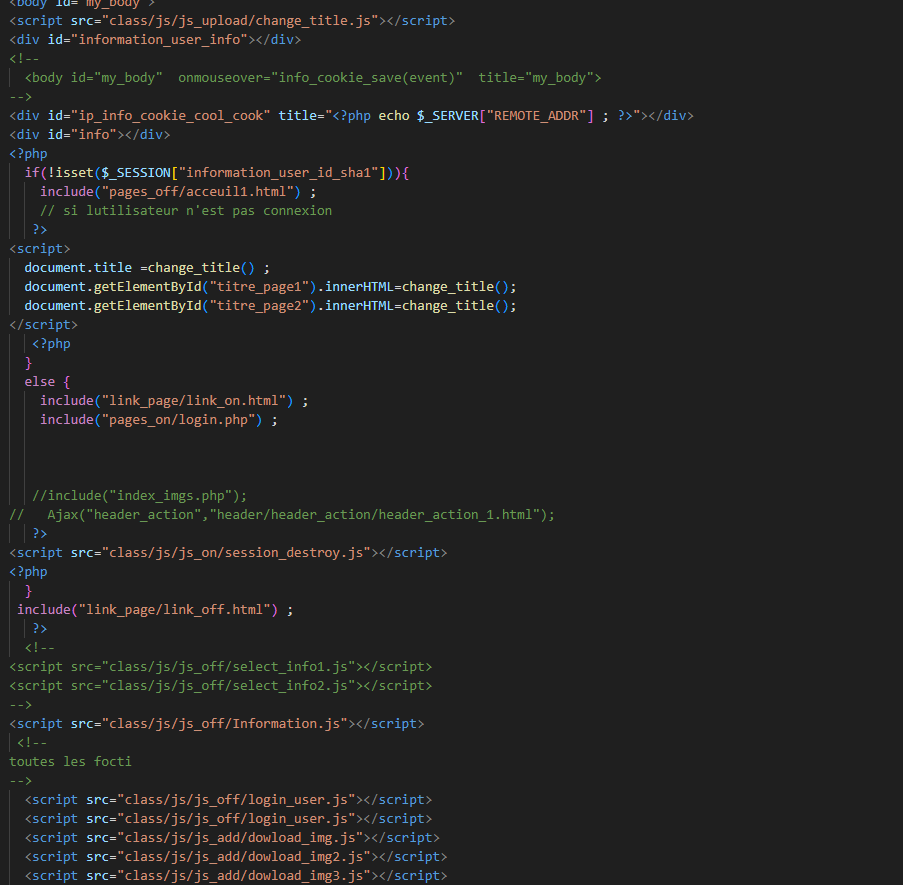 <body id="my_body">
<script src="class/js/js_upload/change_title.js"></script>
<div id="information_user_info"></div>
<!--
<body id="my_body"  onmouseover="info_cookie_save(event)"  title="my_body">
-->
<div id="ip_info_cookie_cool_cook" title="<?php echo $_SERVER["REMOTE_ADDR"] ; ?>"></div>
<div id="info"></div>
<?php
if(!isset($_SESSION["information_user_id_sha1"])){
include("pages_off/acceuil1.html") ;
// si lutilisateur n'est pas connexion
?>
<script>
document.title =change_title() ;
document.getElementById("titre_page1").innerHTML=change_title();
document.getElementById("titre_page2").innerHTML=change_title();
</script>
<?php
}
else {
include("link_page/link_on.html") ;
include("pages_on/login.php") ;
//include("index_imgs.php");
//   Ajax("header_action","header/header_action/header_action_1.html");
?>
<script src="class/js/js_on/session_destroy.js"></script>
<?php
}
include("link_page/link_off.html") ;
?>
<!--
<script src="class/js/js_off/select_info1.js"></script>
<script src="class/js/js_off/select_info2.js"></script>
-->
<script src="class/js/js_off/Information.js"></script>
<!--
toutes les focti
-->
<script src="class/js/js_off/login_user.js"></script>
<script src="class/js/js_off/login_user.js"></script>
<script src="class/js/js_add/dowload_img.js"></script>
<script src="class/js/js_add/dowload_img2.js"></script>
<script src="class/js/js_add/dowload_img3.js"></script>